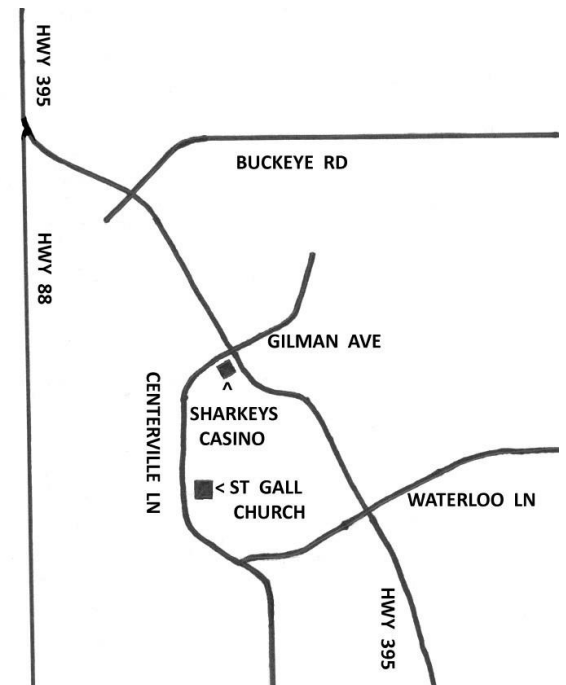 HWY 395
BUCKEYE RD
HWY 88
GILMAN AVE
CENTERVILLE LN
^
SHARKEYS
CASINO
< ST GALL
CHURCH
WATERLOO LN
HWY 395